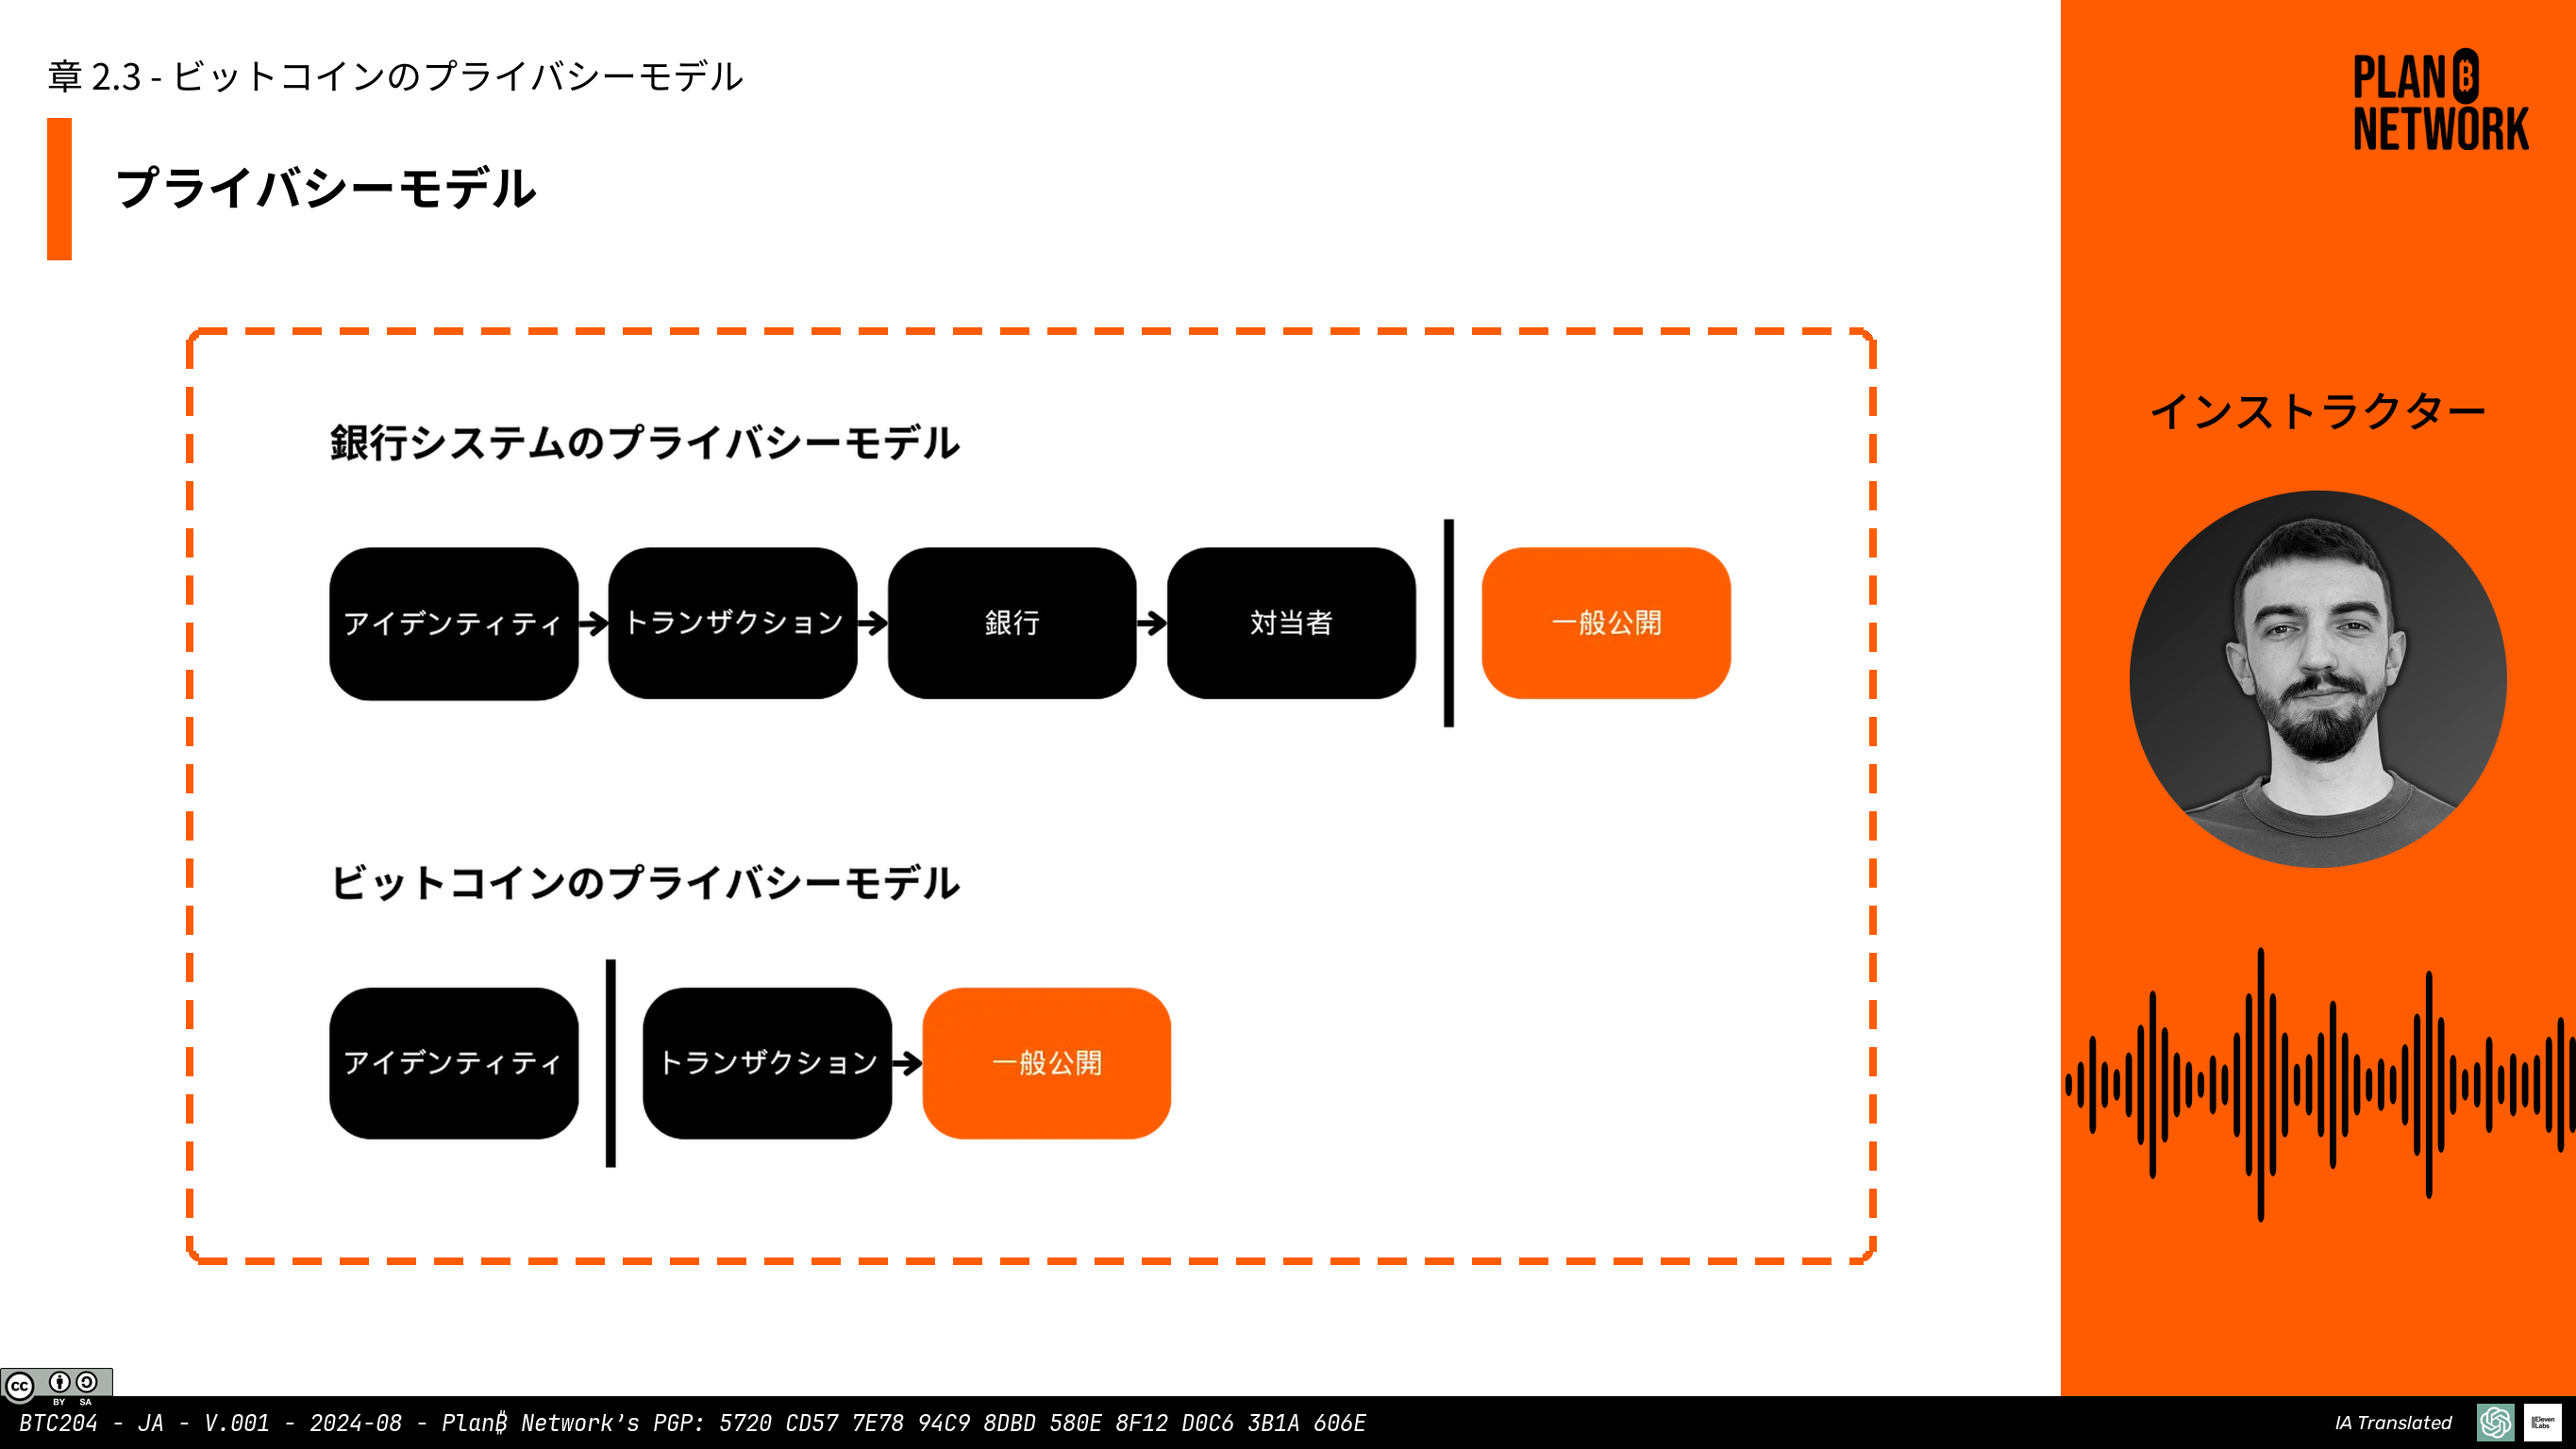 章 2.3 - ビットコインのプライバシーモデル
プライバシーモデル
銀行システムのプライバシーモデル
アイデンティティ
トランザクション
銀行
対当者
一般公開
ビットコインのプライバシーモデル
アイデンティティ
トランザクション
一般公開
PLAN ₿
NETWORK
インストラクター
cc BY SA
BTC204 - JA - V.001 - 2024-08 - Plan₿ Network's PGP: 5720 CD57 7E78 94C9 8DBD 580E 8F12 D0C6 3B1A 606E
IA Translated
IIElevenLabs